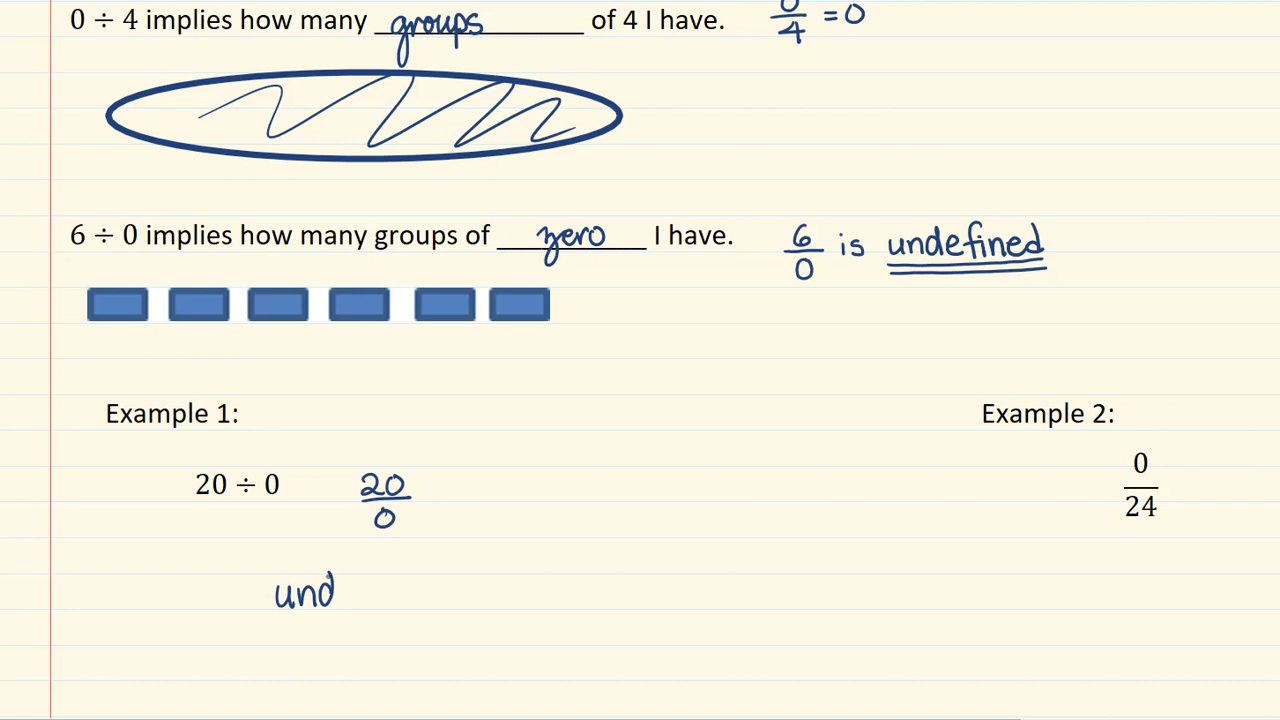 0 ÷ 4 implies how many groups of 4 I have. 0/4 = 0
6 ÷ 0 implies how many groups of zero I have. 6/0 is undefined
Example 1:
Example 2:
20 ÷ 0 20/0
0/24
und